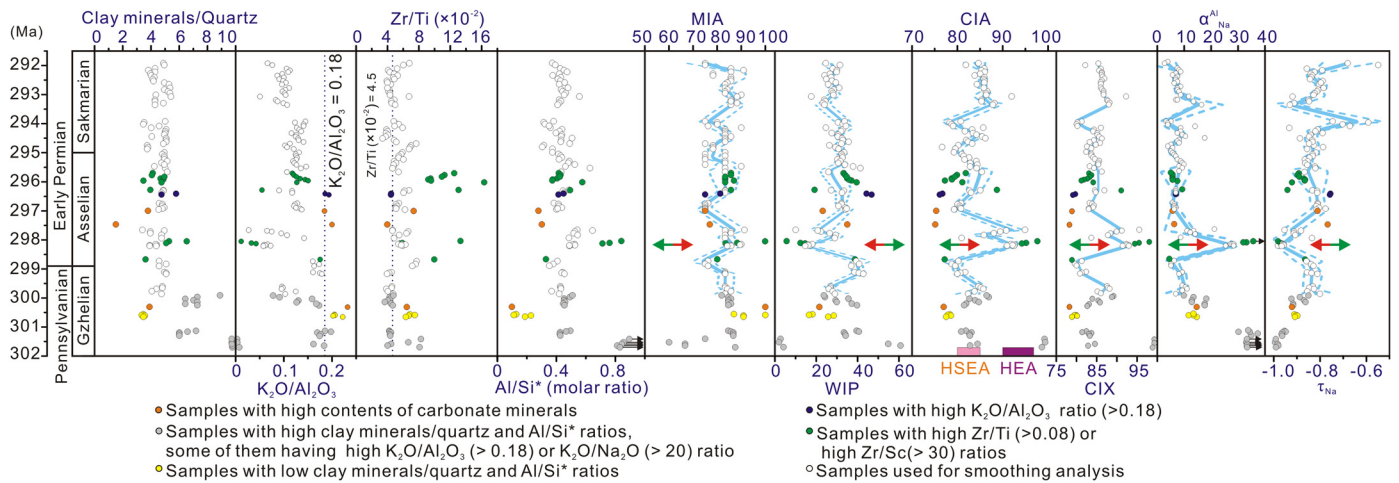 Clay minerals/Quartz Zr/Ti (×10⁻²) MIA CIA α^Al_Na
(Ma) 0 2 4 6 8 10 0 4 8 12 16 50 60 70 80 90 100 70 80 90 100 0 10 20 30 40
292
293
294
295
296
297
298
299
300
301
302
Sakmarian
Early Permian
Asselian
Pennsylvanian
Gzhelian
K₂O/Al₂O₃ = 0.18
Zr/Ti (×10⁻²) = 4.5
HSEA HEA
0 0.1 0.2 0 20 40 60 75 80 85 90 95 -1.0 -0.8 -0.6
K₂O/Al₂O₃ Al/Si* (molar ratio) WIP CIX τ_Na
Samples with high contents of carbonate minerals
Samples with high clay minerals/quartz and Al/Si* ratios,
some of them having high K₂O/Al₂O₃ (> 0.18) or K₂O/Na₂O (> 20) ratio
Samples with low clay minerals/quartz and Al/Si* ratios
Samples with high K₂O/Al₂O₃ ratio (>0.18)
Samples with high Zr/Ti (>0.08) or
high Zr/Sc(> 30) ratios
Samples used for smoothing analysis